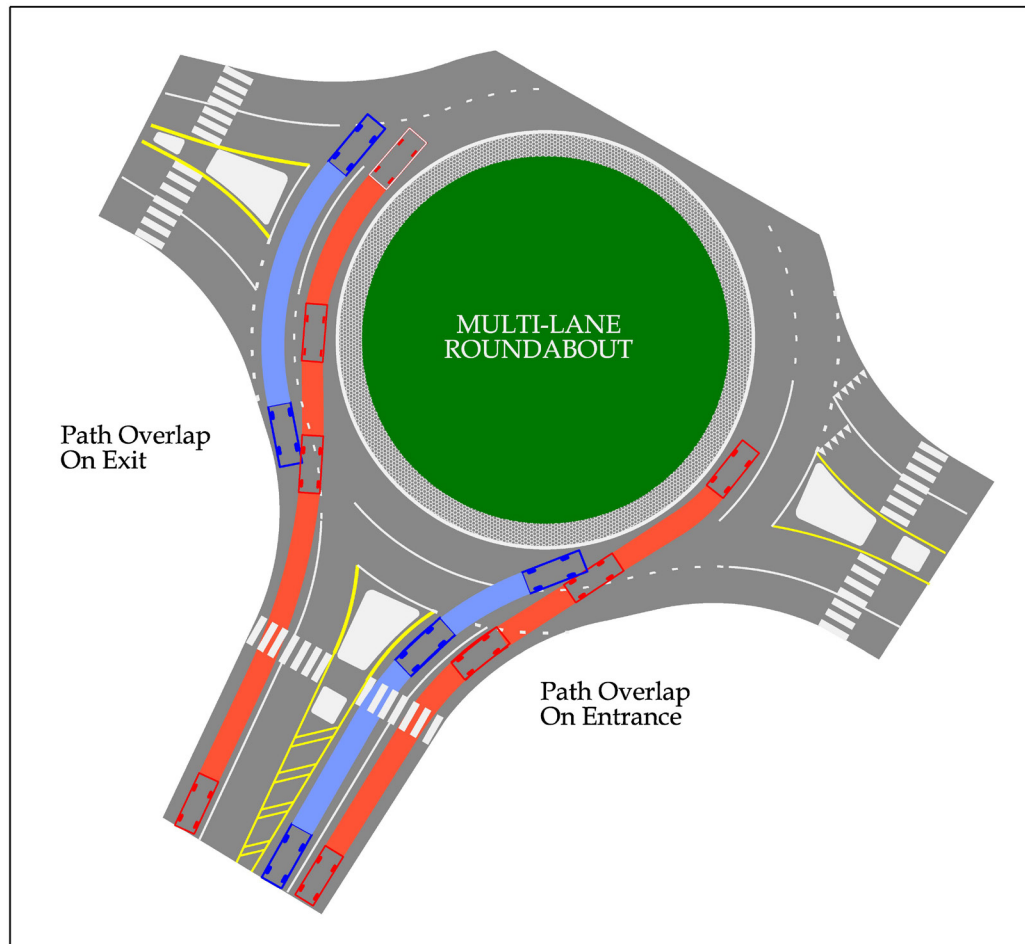 MULTI-LANE
ROUNDABOUT
Path Overlap
On Exit
Path Overlap
On Entrance